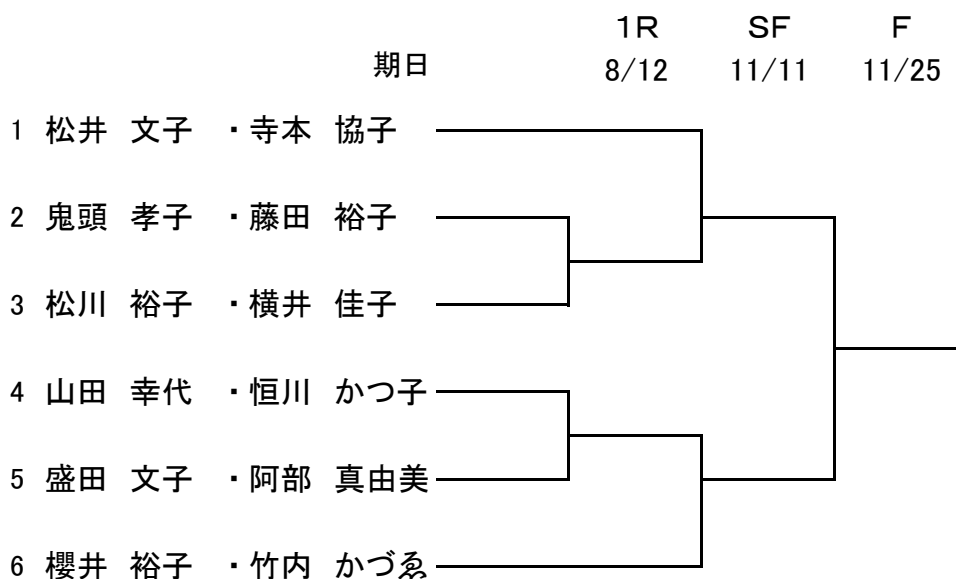 １Ｒ ＳＦ Ｆ
期日 8/12 11/11 11/25
1 松井 文子 ・寺本 協子
2 鬼頭 孝子 ・藤田 裕子
3 松川 裕子 ・横井 佳子
4 山田 幸代 ・恒川 かつ子
5 盛田 文子 ・阿部 真由美
6 櫻井 裕子 ・竹内 かづゑ